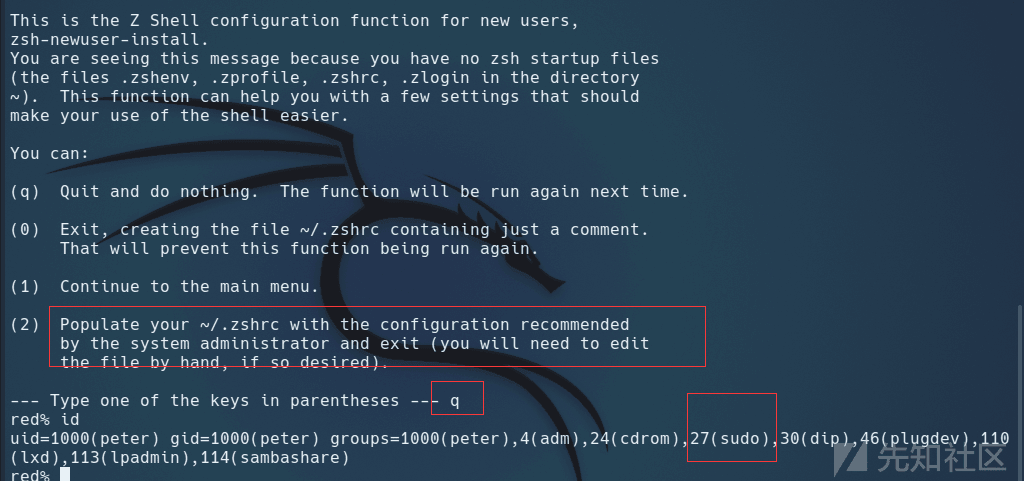 This is the Z Shell configuration function for new users,
zsh-newuser-install.
You are seeing this message because you have no zsh startup files
(the files .zshenv, .zprofile, .zshrc, .zlogin in the directory
~).  This function can help you with a few settings that should
make your use of the shell easier.
You can:
(q)  Quit and do nothing.  The function will be run again next time.
(0)  Exit, creating the file ~/.zshrc containing just a comment.
     That will prevent this function being run again.
(1)  Continue to the main menu.
(2)  Populate your ~/.zshrc with the configuration recommended
     by the system administrator and exit (you will need to edit
     the file by hand, if so desired).
--- Type one of the keys in parentheses --- q
red% id
uid=1000(peter) gid=1000(peter) groups=1000(peter),4(adm),24(cdrom),27(sudo),30(dip),46(plugdev),110
(lxd),113(lpadmin),114(sambashare)
red%
先知社区